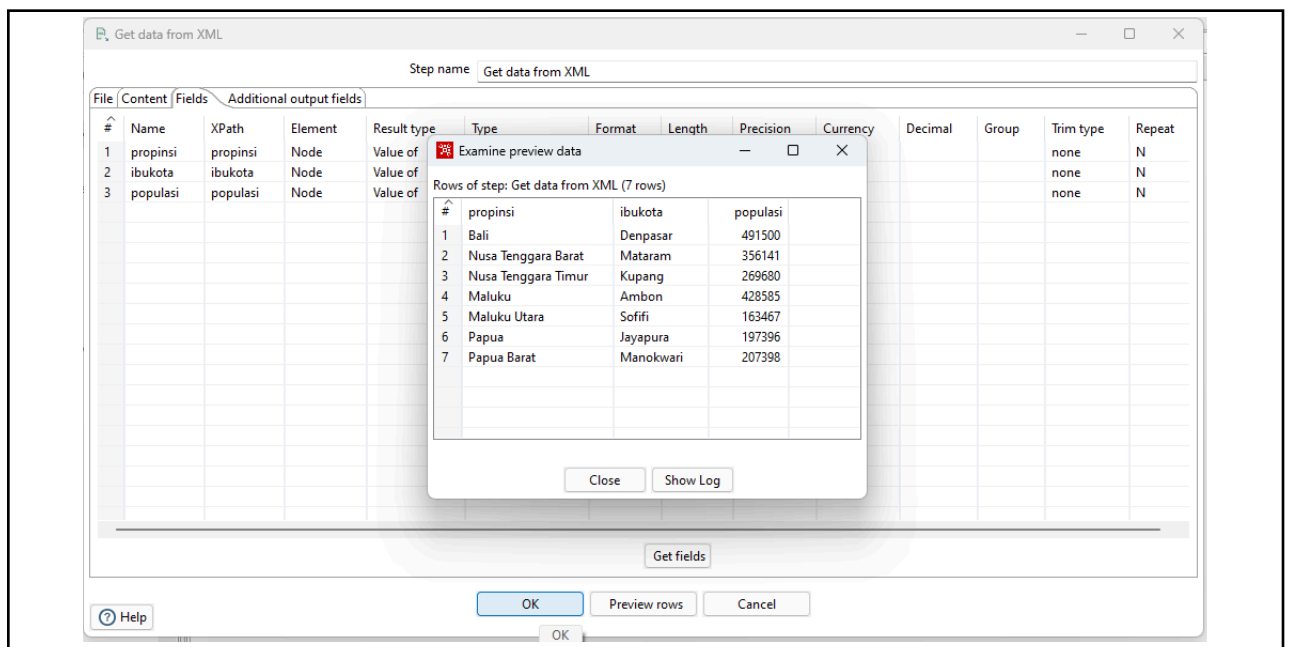 Get data from XML
Step name Get data from XML
File Content Fields Additional output fields
# Name XPath Element Result type Type Format Length Precision Currency Decimal Group Trim type Repeat
1 propinsi propinsi Node Value of none N
2 ibukota ibukota Node Value of none N
3 populasi populasi Node Value of none N
Examine preview data
Rows of step: Get data from XML (7 rows)
# propinsi ibukota populasi
1 Bali Denpasar 491500
2 Nusa Tenggara Barat Mataram 356141
3 Nusa Tenggara Timur Kupang 269680
4 Maluku Ambon 428585
5 Maluku Utara Sofifi 163467
6 Papua Jayapura 197396
7 Papua Barat Manokwari 207398
Close Show Log
Get fields
Help OK Preview rows Cancel
OK